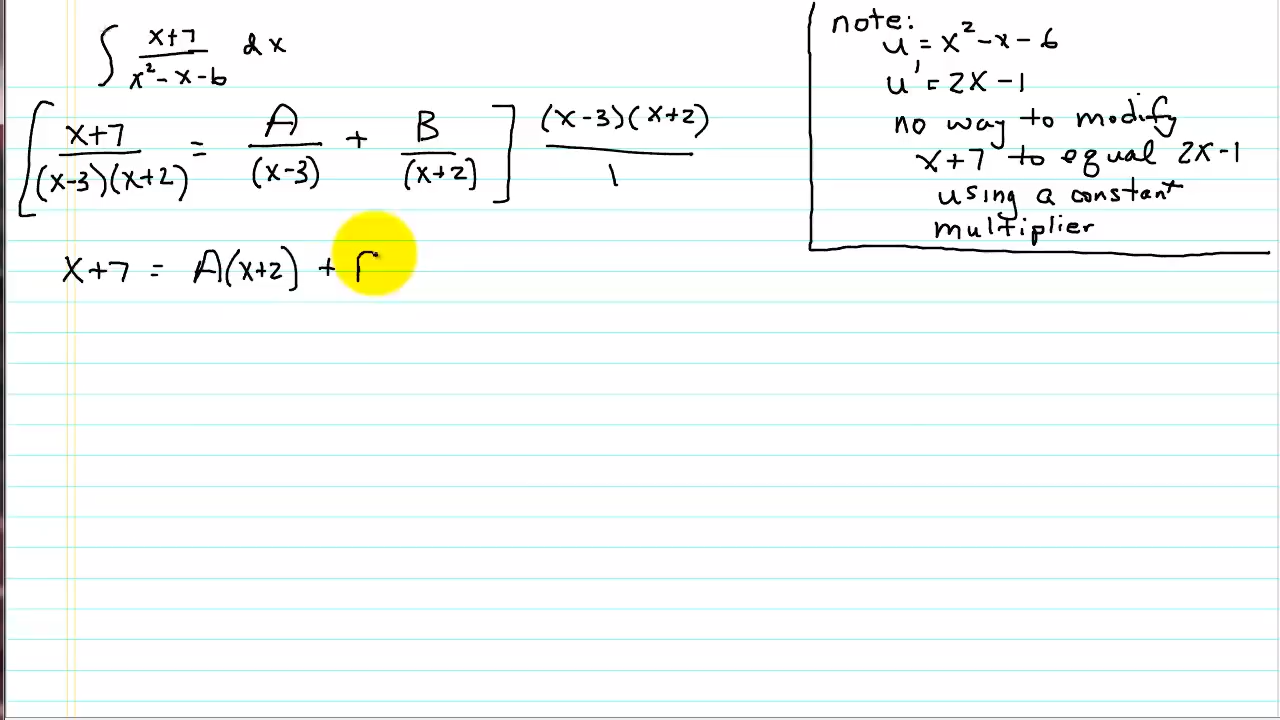 ∫ x+7 / x² - x - 6 dx
[ x+7 / (x-3)(x+2) = A / (x-3) + B / (x+2) ] (x-3)(x+2) / 1
x+7 = A(x+2) +
note:
u = x² - x - 6
u' = 2x - 1
no way to modify
x+7 to equal 2x-1
using a constant
multiplier